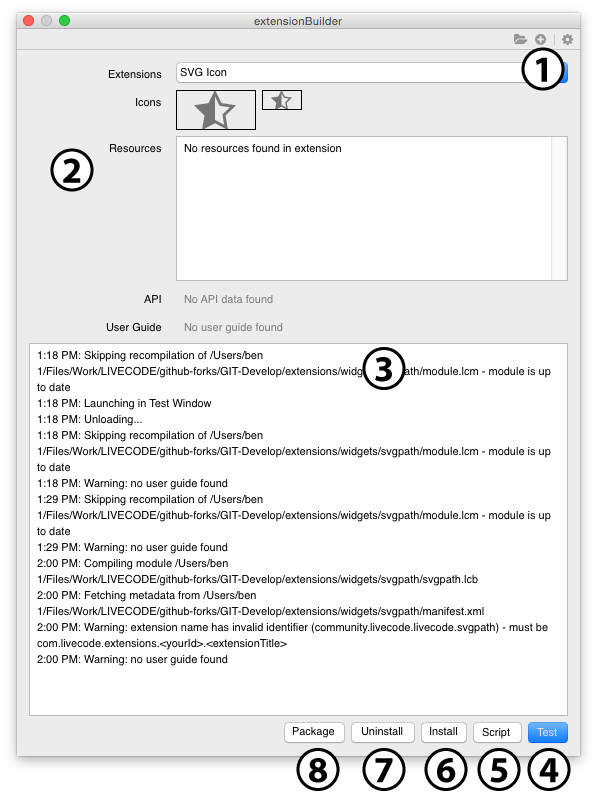 extensionBuilder
Extensions
SVG Icon
1
Icons
Resources
No resources found in extension
2
API
No API data found
User Guide
No user guide found
3
1:18 PM: Skipping recompilation of /Users/ben
1/Files/Work/LIVECODE/github-forks/GIT-Develop/extensions/widg path/module.lcm - module is up
to date
1:18 PM: Launching in Test Window
1:18 PM: Unloading...
1:18 PM: Skipping recompilation of /Users/ben
1/Files/Work/LIVECODE/github-forks/GIT-Develop/extensions/widgets/svgpath/module.lcm - module is up
to date
1:18 PM: Warning: no user guide found
1:29 PM: Skipping recompilation of /Users/ben
1/Files/Work/LIVECODE/github-forks/GIT-Develop/extensions/widgets/svgpath/module.lcm - module is up
to date
1:29 PM: Warning: no user guide found
2:00 PM: Compiling module /Users/ben
1/Files/Work/LIVECODE/github-forks/GIT-Develop/extensions/widgets/svgpath/svgpath.lcb
2:00 PM: Fetching metadata from /Users/ben
1/Files/Work/LIVECODE/github-forks/GIT-Develop/extensions/widgets/svgpath/manifest.xml
2:00 PM: Warning: extension name has invalid identifier (community.livecode.livecode.svgpath) - must be
com.livecode.extensions.<yourId>.<extensionTitle>
2:00 PM: Warning: no user guide found
Package Uninstall Install Script Test
8 7 6 5 4